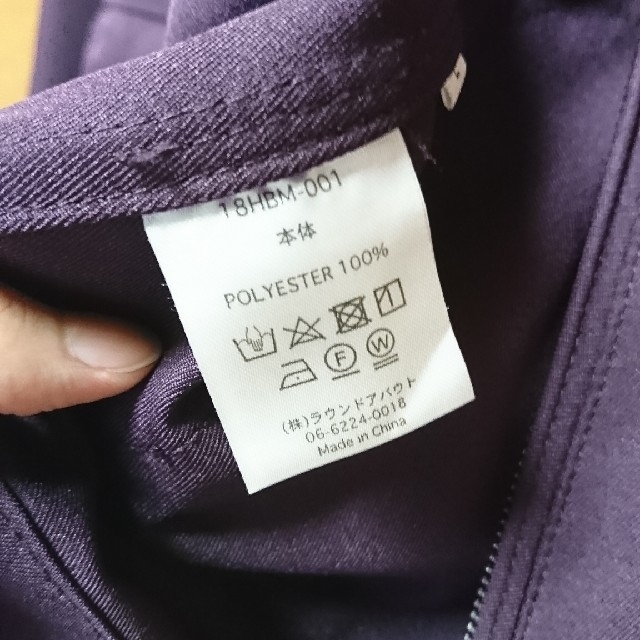 18HBM-001
本体
POLYESTER 100%
F W
(株)ラウンドアバウト
06-6224-0018
Made in China